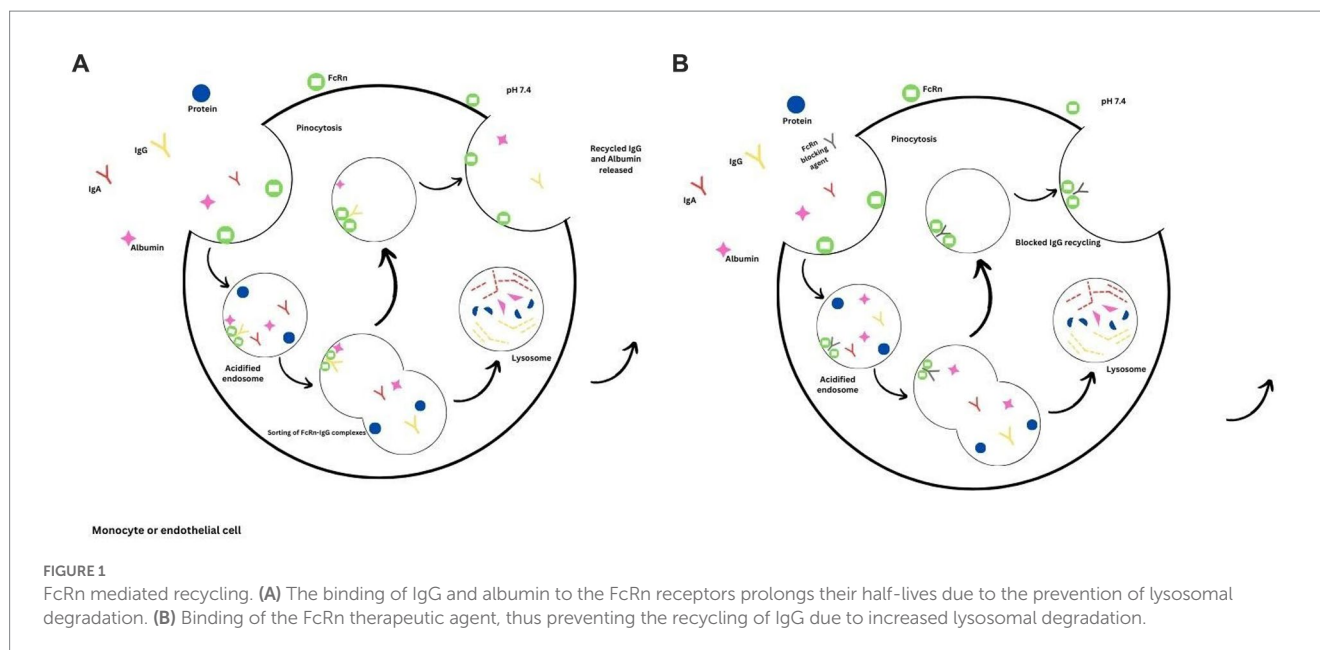 A
FcRn
pH 7.4
Protein
Pinocytosis
IgG
Recycled IgG
and Albumin
released
IgA
Albumin
Acidified
endosome
Lysosome
Sorting of FcRn-IgG complexes
Monocyte or endothelial cell
B
FcRn
pH 7.4
Protein
Pinocytosis
FcRn
blocking
agent
IgG
IgA
Albumin
Blocked IgG recycling
Acidified
endosome
Lysosome
FIGURE 1
FcRn mediated recycling. (A) The binding of IgG and albumin to the FcRn receptors prolongs their half-lives due to the prevention of lysosomal
degradation. (B) Binding of the FcRn therapeutic agent, thus preventing the recycling of IgG due to increased lysosomal degradation.